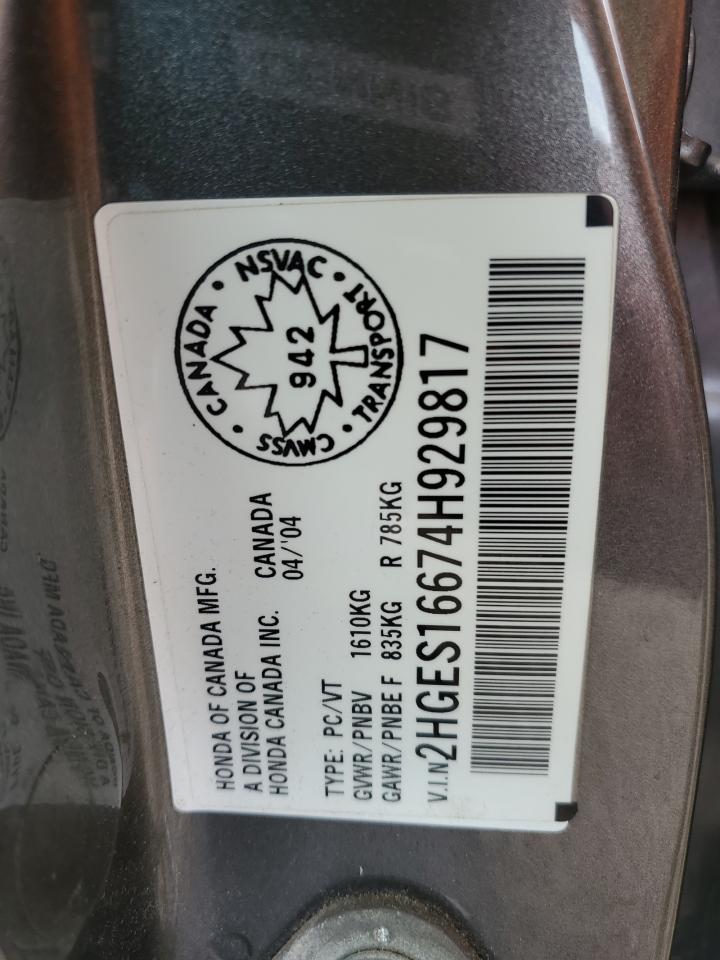 HONDA OF CANADA MFG.
A DIVISION OF
HONDA CANADA INC. CANADA
04/'04
TYPE: PC/VT
GVWR/PNBV 1610KG
GAWR/PNBE F 835KG R 785KG
V.I.N 2HGES16674H929817
CANADA • NSVAC • TRANSPORT • CMVSS •
942